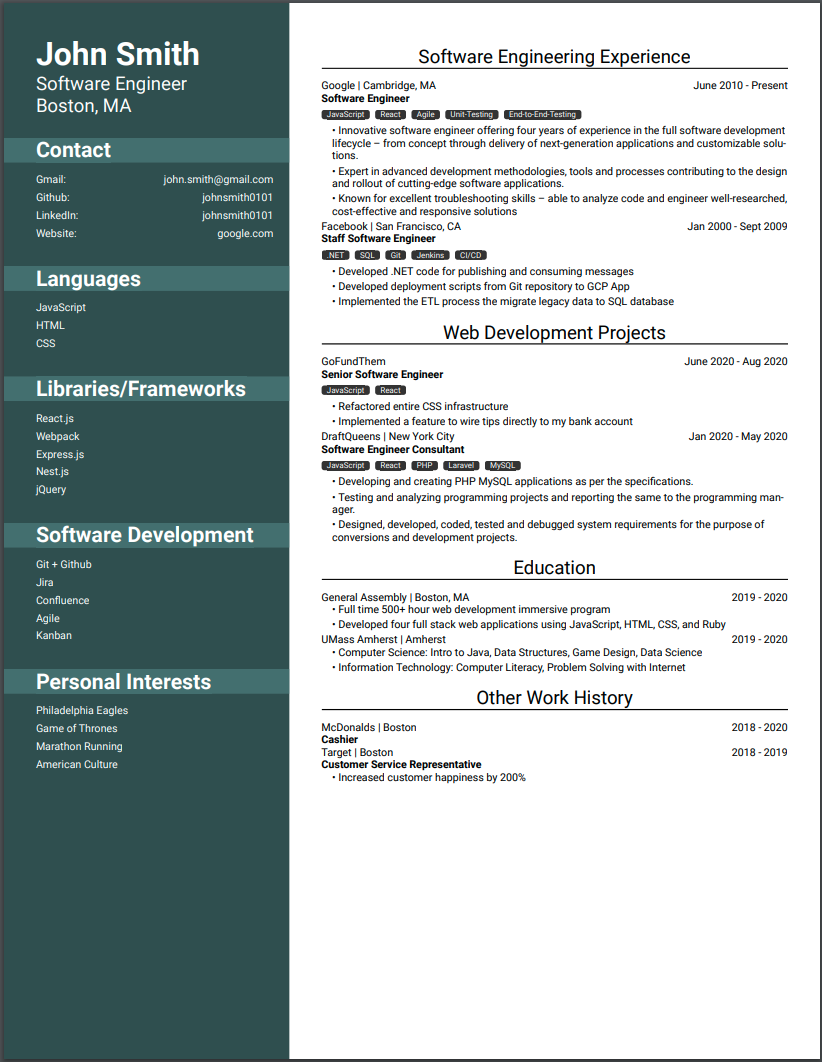 John Smith
Software Engineer
Boston, MA
Contact
Gmail: john.smith@gmail.com
Github: johnsmith0101
LinkedIn: johnsmith0101
Website: google.com
Languages
JavaScript
HTML
CSS
Libraries/Frameworks
React.js
Webpack
Express.js
Nest.js
jQuery
Software Development
Git + Github
Jira
Confluence
Agile
Kanban
Personal Interests
Philadelphia Eagles
Game of Thrones
Marathon Running
American Culture
Software Engineering Experience
Google | Cambridge, MA June 2010 - Present
Software Engineer
JavaScript React Agile Unit-Testing End-to-End-Testing
• Innovative software engineer offering four years of experience in the full software development
lifecycle – from concept through delivery of next-generation applications and customizable solu-
tions.
• Expert in advanced development methodologies, tools and processes contributing to the design
and rollout of cutting-edge software applications.
• Known for excellent troubleshooting skills – able to analyze code and engineer well-researched,
cost-effective and responsive solutions
Facebook | San Francisco, CA Jan 2000 - Sept 2009
Staff Software Engineer
.NET SQL Git Jenkins CI/CD
• Developed .NET code for publishing and consuming messages
• Developed deployment scripts from Git repository to GCP App
• Implemented the ETL process the migrate legacy data to SQL database
Web Development Projects
GoFundThem June 2020 - Aug 2020
Senior Software Engineer
JavaScript React
• Refactored entire CSS infrastructure
• Implemented a feature to wire tips directly to my bank account
DraftQueens | New York City Jan 2020 - May 2020
Software Engineer Consultant
JavaScript React PHP Laravel MySQL
• Developing and creating PHP MySQL applications as per the specifications.
• Testing and analyzing programming projects and reporting the same to the programming man-
ager.
• Designed, developed, coded, tested and debugged system requirements for the purpose of
conversions and development projects.
Education
General Assembly | Boston, MA 2019 - 2020
• Full time 500+ hour web development immersive program
• Developed four full stack web applications using JavaScript, HTML, CSS, and Ruby
UMass Amherst | Amherst 2019 - 2020
• Computer Science: Intro to Java, Data Structures, Game Design, Data Science
• Information Technology: Computer Literacy, Problem Solving with Internet
Other Work History
McDonalds | Boston 2018 - 2020
Cashier
Target | Boston 2018 - 2019
Customer Service Representative
• Increased customer happiness by 200%